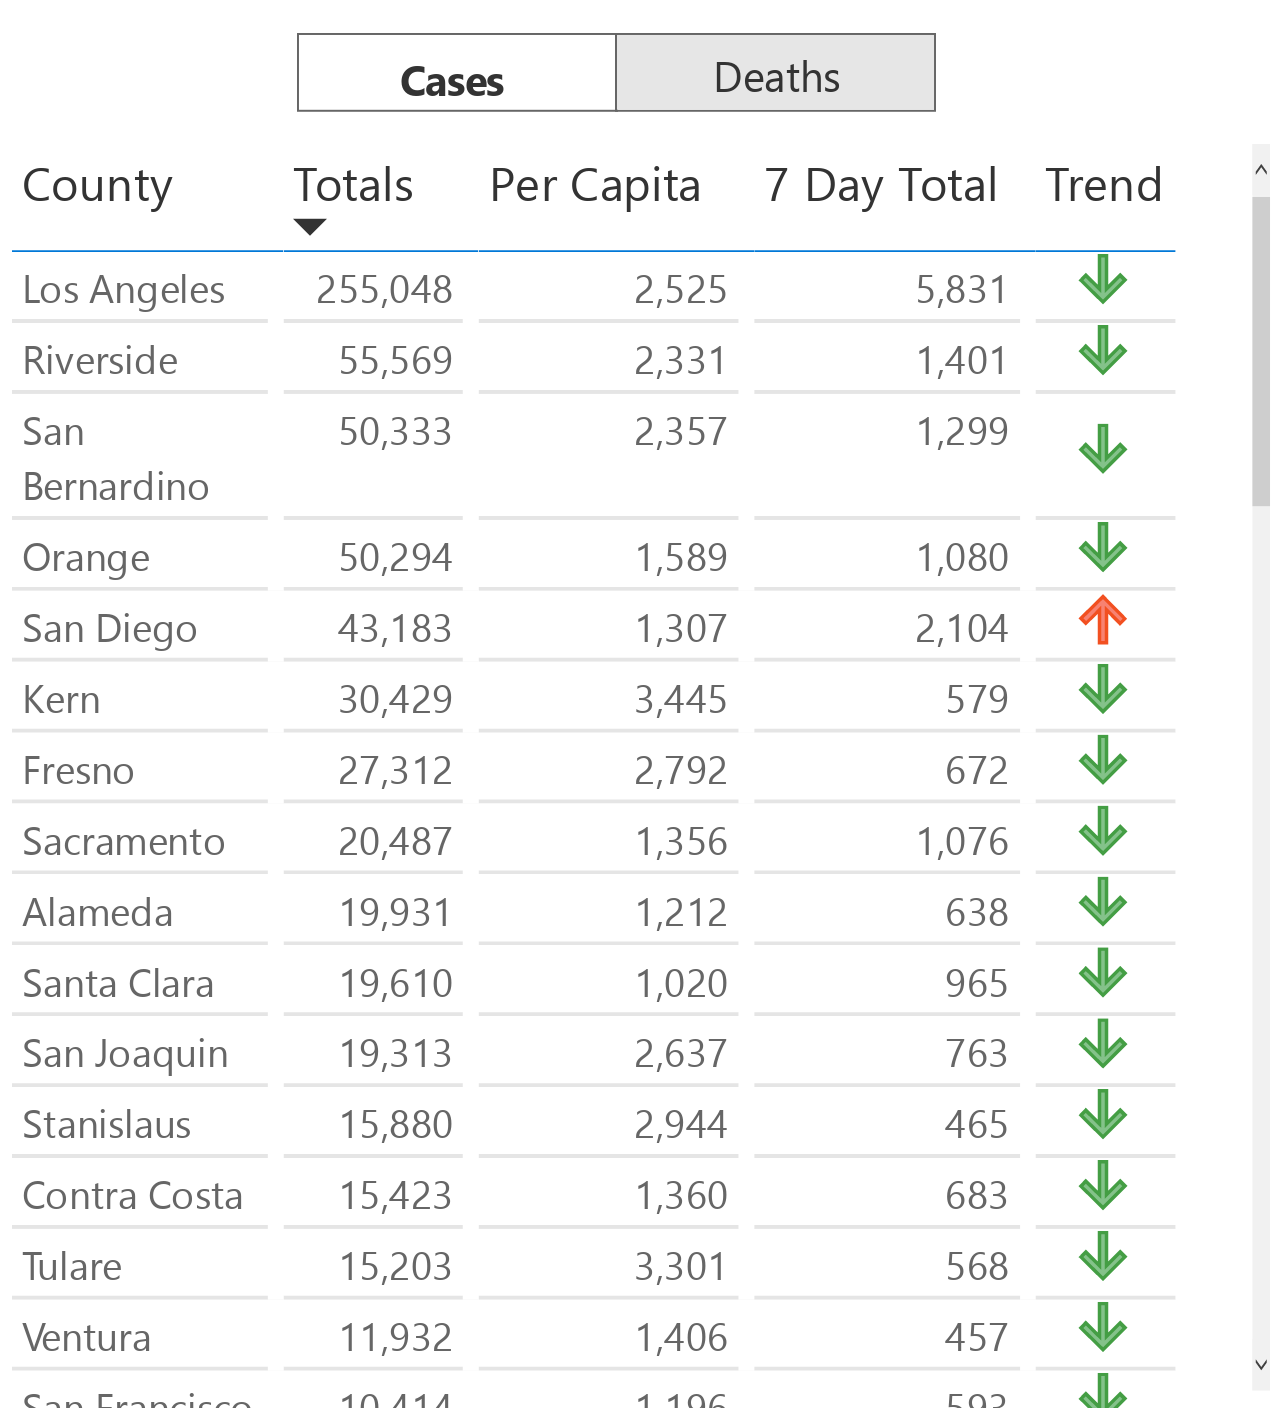 Cases Deaths
County Totals Per Capita 7 Day Total Trend
Los Angeles 255,048 2,525 5,831
Riverside 55,569 2,331 1,401
San 50,333 2,357 1,299
Bernardino
Orange 50,294 1,589 1,080
San Diego 43,183 1,307 2,104
Kern 30,429 3,445 579
Fresno 27,312 2,792 672
Sacramento 20,487 1,356 1,076
Alameda 19,931 1,212 638
Santa Clara 19,610 1,020 965
San Joaquin 19,313 2,637 763
Stanislaus 15,880 2,944 465
Contra Costa 15,423 1,360 683
Tulare 15,203 3,301 568
Ventura 11,932 1,406 457
San Francisco 10,414 1,196 593